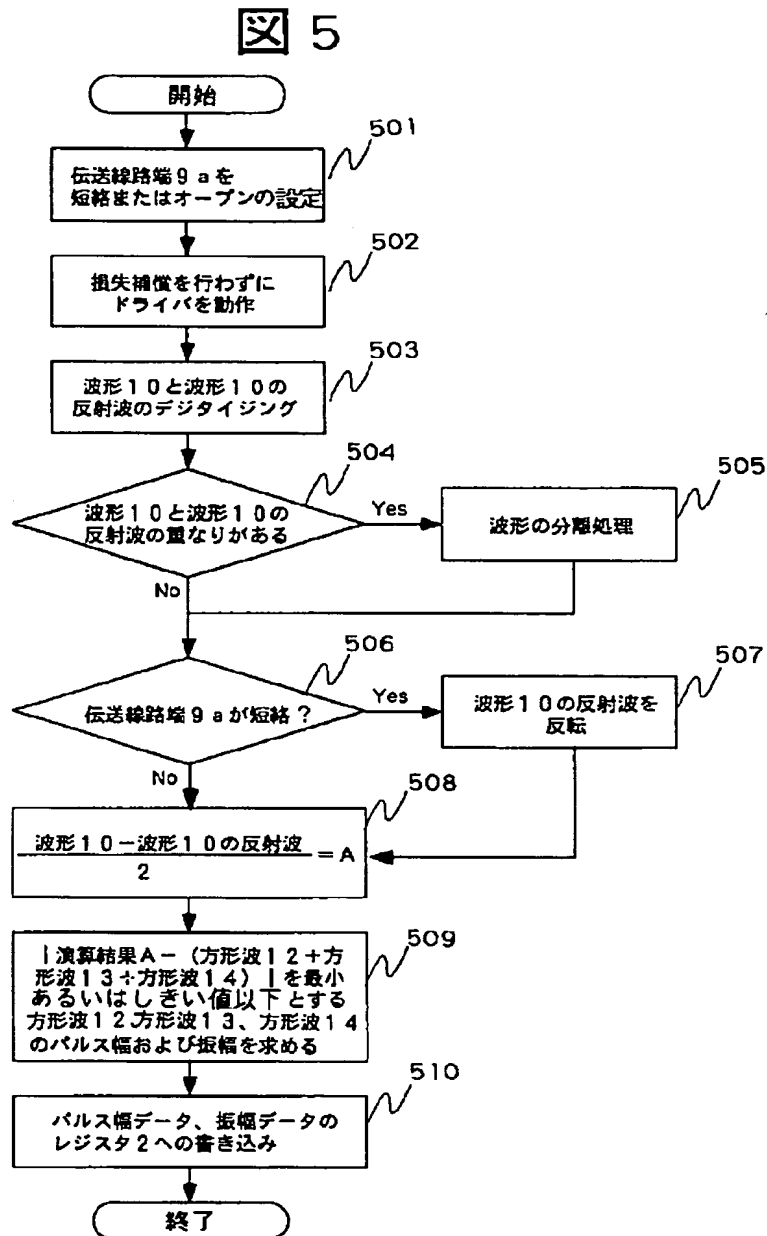 図 5
開始
501
伝送線路端9aを
短絡またはオープンの設定
502
損失補償を行わずに
ドライバを動作
503
波形10と波形10の
反射波のデジタイジング
504
波形10と波形10の
反射波の重なりがある
Yes
505
波形の分離処理
No
506
伝送線路端9aが短絡?
Yes
507
波形10の反射波を
反転
No
508
波形10−波形10の反射波
2
=A
509
|演算結果A−(方形波12+方
形波13+方形波14)|を最小
あるいはしきい値以下とする
方形波12、方形波13、方形波14
のパルス幅および振幅を求める
510
パルス幅データ、振幅データの
レジスタ2への書き込み
終了